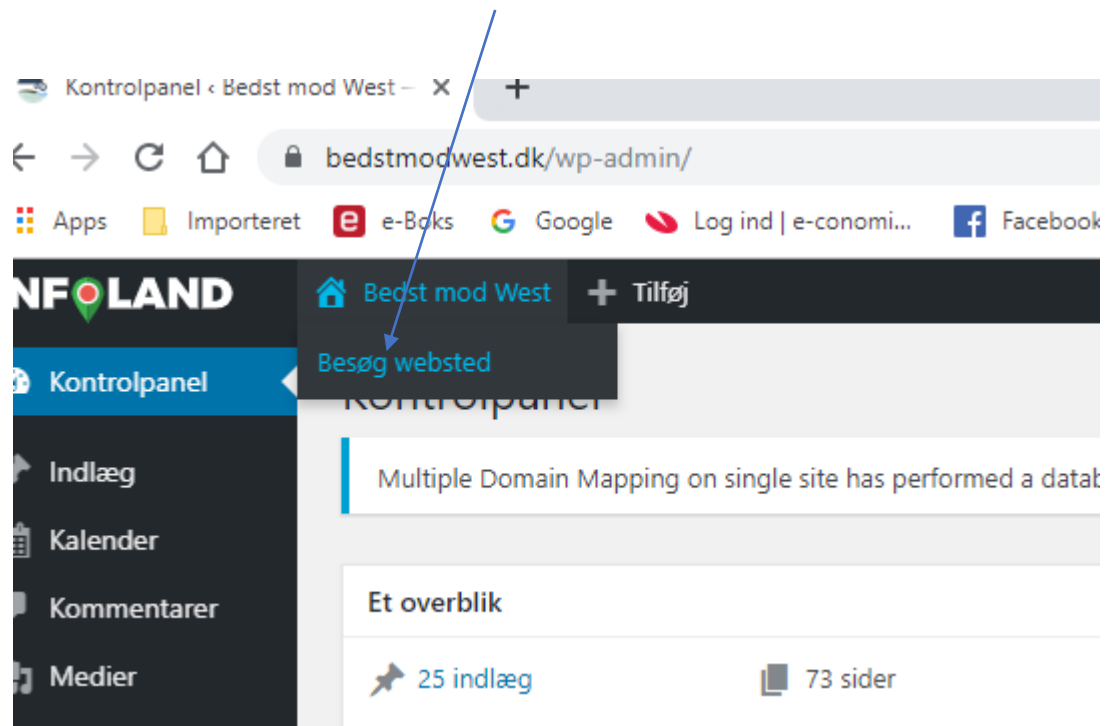 Kontrolpanel ‹ Bedst mod West –
bedstmodwest.dk/wp-admin/
Apps Importeret e-Boks Google Log ind | e-conomi... Facebook
NFOLAND Bedst mod West Tilføj
Besøg websted
Kontrolpanel
Kontrolpanel
Multiple Domain Mapping on single site has performed a datab
Indlæg
Kalender
Kommentarer
Medier
Et overblik
25 indlæg 73 sider